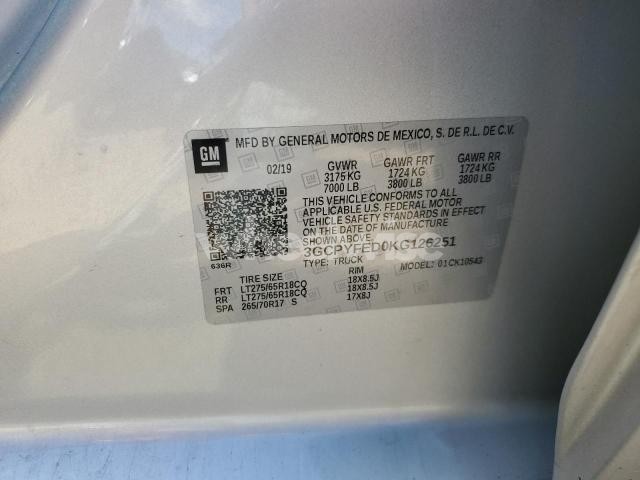 GM MFD BY GENERAL MOTORS DE MEXICO, S. DE R.L. DE C.V.
02/19 GVWR GAWR FRT GAWR RR
3175 KG 1724 KG 1724 KG
7000 LB 3800 LB 3800 LB
THIS VEHICLE CONFORMS TO ALL
APPLICABLE U.S. FEDERAL MOTOR
VEHICLE SAFETY STANDARDS IN EFFECT
ON THE DATE OF MANUFACTURE
SHOWN ABOVE.
3GCPYFED0KG126251
636R TYPE: TRUCK MODEL: 01CK10543
TIRE SIZE RIM
FRT LT275/65R18CQ 18X8.5J
RR LT275/65R18CQ 18X8.5J
SPA 265/70R17 S 17X8J